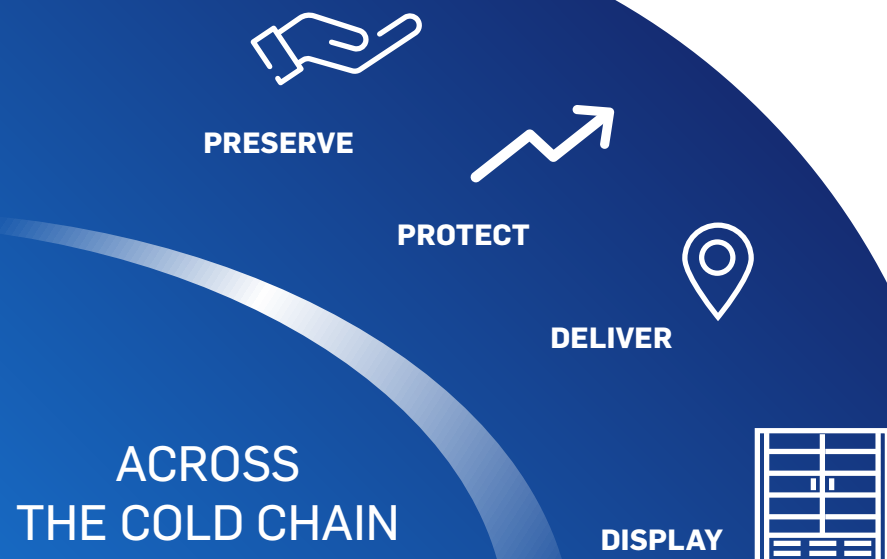 PRESERVE
PROTECT
DELIVER
ACROSS
THE COLD CHAIN
DISPLAY